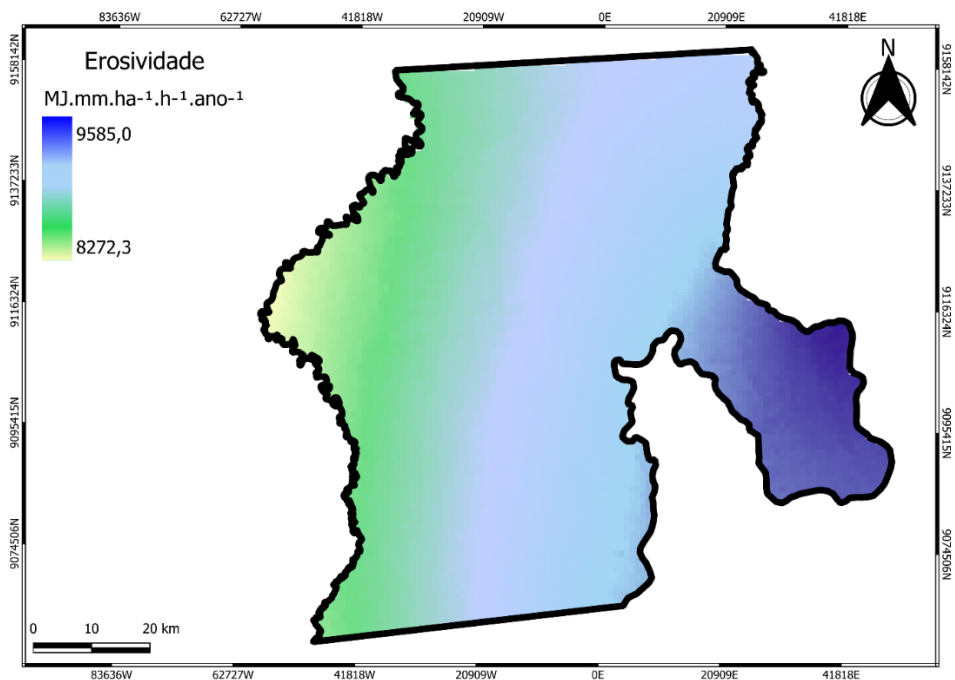 83636W 62727W 41818W 20909W 0E 20909E 41818E
Erosividade
MJ.mm.ha⁻¹.h⁻¹.ano⁻¹
9585,0
8272,3
N
9158142N
9137233N
9116324N
9095415N
9074506N
9158142N
9137233N
9116324N
9095415N
9074506N
0 10 20 km
83636W 62727W 41818W 20909W 0E 20909E 41818E